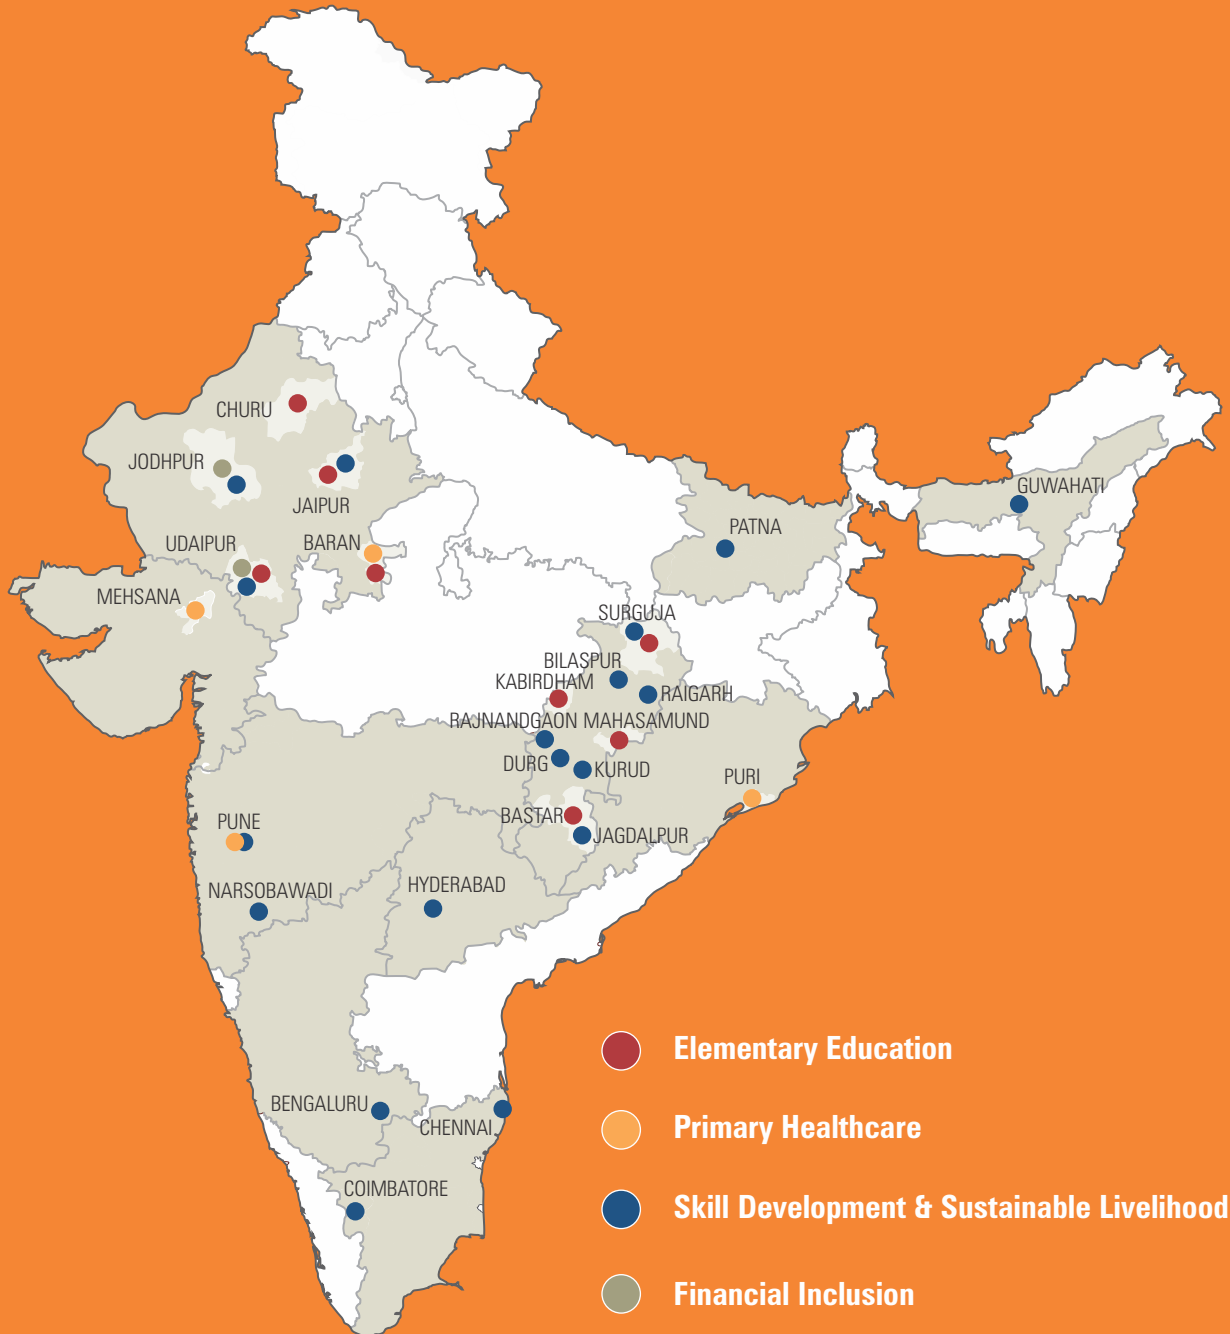 CHURU
JODHPUR
JAIPUR
GUWAHATI
PATNA
UDAIPUR
BARAN
MEHSANA
SURGUJA
BILASPUR
KABIRDHAM
RAIGARH
RAJNANDGAON MAHASAMUND
DURG
KURUD
PURI
BASTAR
PUNE
JAGDALPUR
NARSOBAWADI
HYDERABAD
Elementary Education
BENGALURU
CHENNAI
Primary Healthcare
COIMBATORE
Skill Development & Sustainable Livelihood
Financial Inclusion